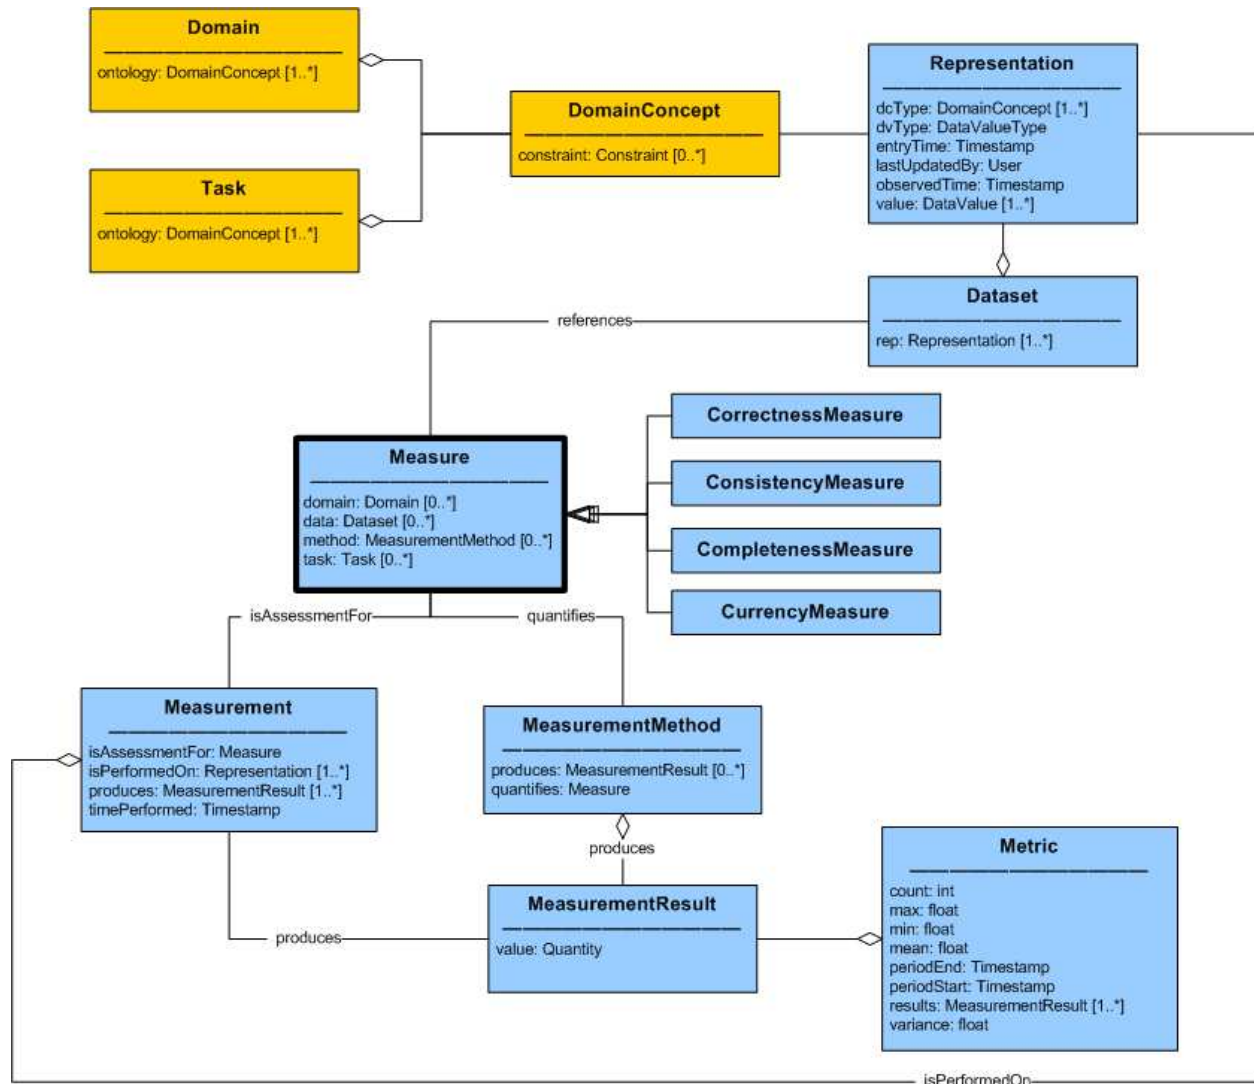 Domain
ontology: DomainConcept [1..*]
Task
ontology: DomainConcept [1..*]
DomainConcept
constraint: Constraint [0..*]
Representation
dcType: DomainConcept [1..*]
dvType: DataValueType
entryTime: Timestamp
lastUpdatedBy: User
observedTime: Timestamp
value: DataValue [1..*]
Dataset
rep: Representation [1..*]
references
Measure
domain: Domain [0..*]
data: Dataset [0..*]
method: MeasurementMethod [0..*]
task: Task [0..*]
CorrectnessMeasure
ConsistencyMeasure
CompletenessMeasure
CurrencyMeasure
isAssessmentFor
quantifies
Measurement
isAssessmentFor: Measure
isPerformedOn: Representation [1..*]
produces: MeasurementResult [1..*]
timePerformed: Timestamp
MeasurementMethod
produces: MeasurementResult [0..*]
quantifies: Measure
produces
MeasurementResult
value: Quantity
produces
Metric
count: int
max: float
min: float
mean: float
periodEnd: Timestamp
periodStart: Timestamp
results: MeasurementResult [1..*]
variance: float
isPerformedOn